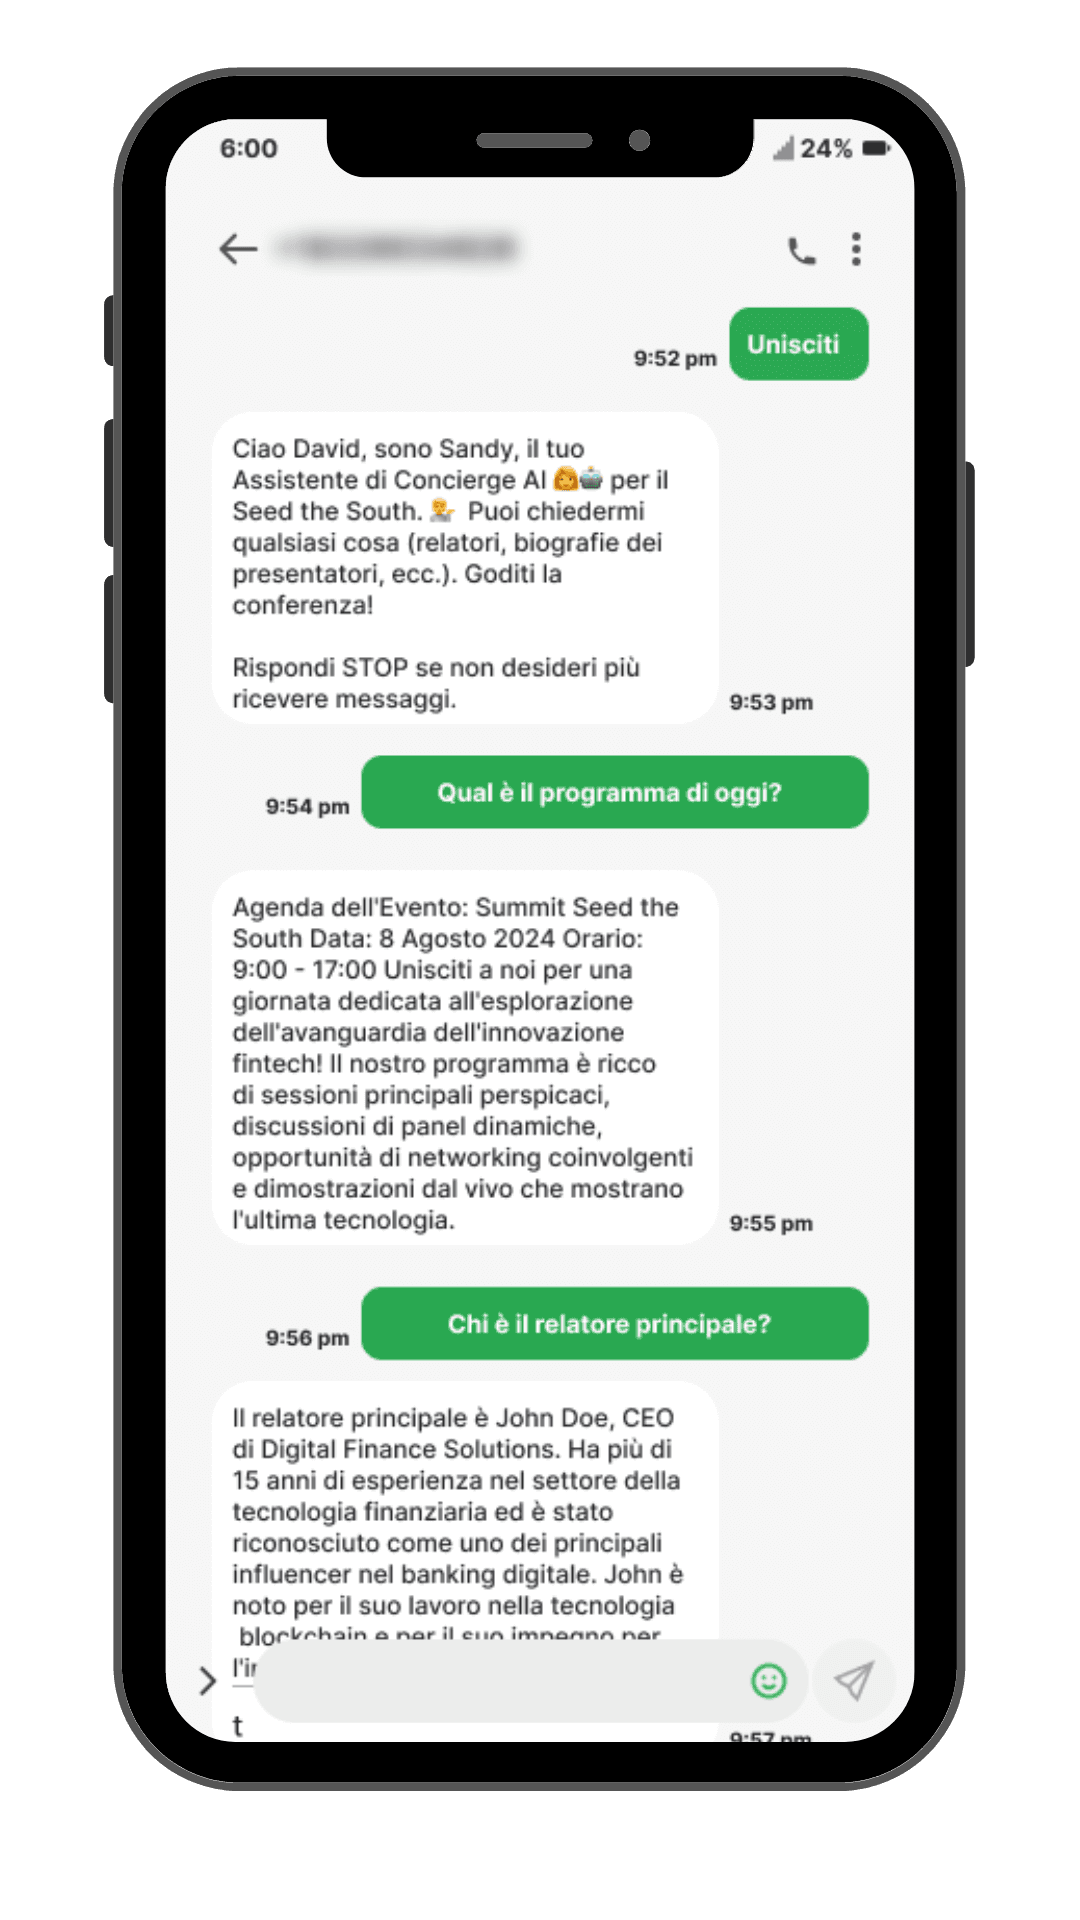 6:00
24%
Unisciti
9:52 pm
Ciao David, sono Sandy, il tuo
Assistente di Concierge AI 👩🤖 per il
Seed the South. 💁 Puoi chiedermi
qualsiasi cosa (relatori, biografie dei
presentatori, ecc.). Goditi la
conferenza!
Rispondi STOP se non desideri più
ricevere messaggi.
9:53 pm
Qual è il programma di oggi?
9:54 pm
Agenda dell'Evento: Summit Seed the
South Data: 8 Agosto 2024 Orario:
9:00 - 17:00 Unisciti a noi per una
giornata dedicata all'esplorazione
dell'avanguardia dell'innovazione
fintech! Il nostro programma è ricco
di sessioni principali perspicaci,
discussioni di panel dinamiche,
opportunità di networking coinvolgenti
e dimostrazioni dal vivo che mostrano
l'ultima tecnologia.
9:55 pm
Chi è il relatore principale?
9:56 pm
Il relatore principale è John Doe, CEO
di Digital Finance Solutions. Ha più di
15 anni di esperienza nel settore della
tecnologia finanziaria ed è stato
riconosciuto come uno dei principali
influencer nel banking digitale. John è
noto per il suo lavoro nella tecnologia
blockchain e per il suo impegno per
t
9:57 pm